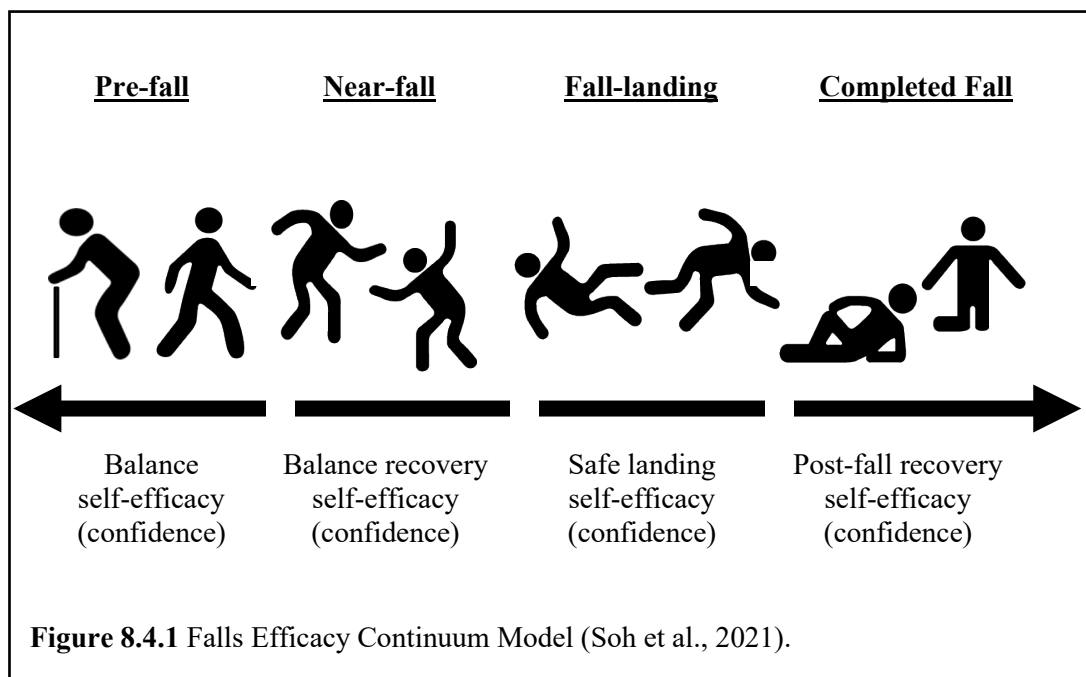 Pre-fall
Near-fall
Fall-landing
Completed Fall
Balance
self-efficacy
(confidence)
Balance recovery
self-efficacy
(confidence)
Safe landing
self-efficacy
(confidence)
Post-fall recovery
self-efficacy
(confidence)
Figure 8.4.1 Falls Efficacy Continuum Model (Soh et al., 2021).